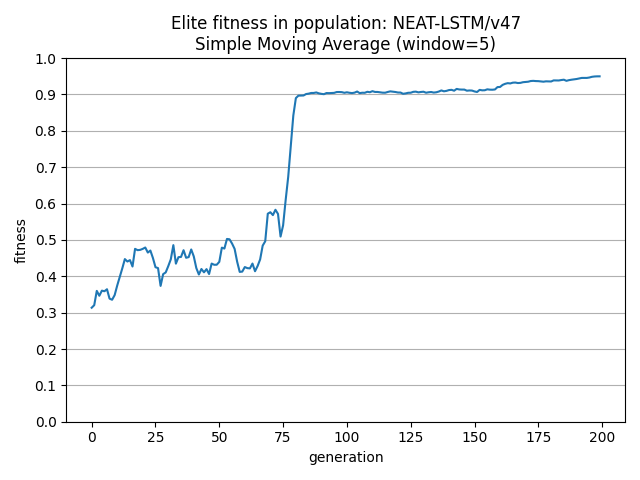 Elite fitness in population: NEAT-LSTM/v47
Simple Moving Average (window=5)
fitness
1.0
0.9
0.8
0.7
0.6
0.5
0.4
0.3
0.2
0.1
0.0
0 25 50 75 100 125 150 175 200
generation